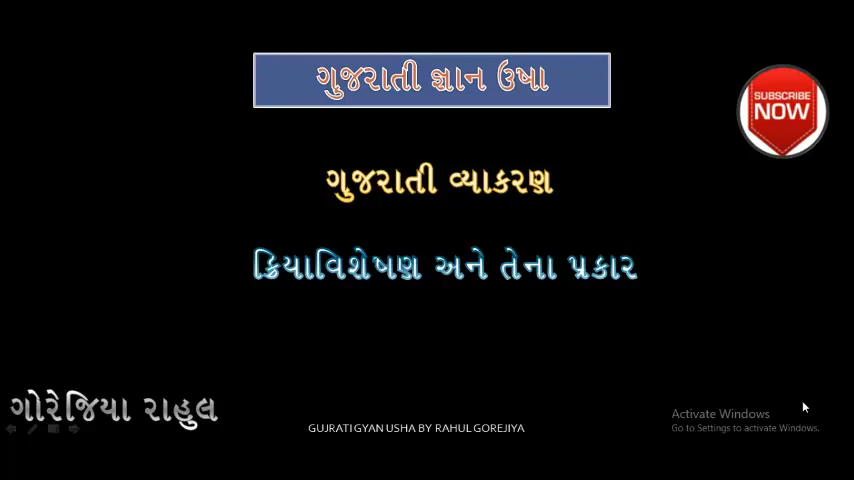 ગુજરાતી જ્ઞાન ઉષા
SUBSCRIBE
NOW
ગુજરાતી વ્યાકરણ
ક્રિયાવિશેષણ અને તેના પ્રકાર
ગોરેજિયા રાહુલ
GUJRATI GYAN USHA BY RAHUL GOREJIYA
Activate Windows
Go to Settings to activate Windows.